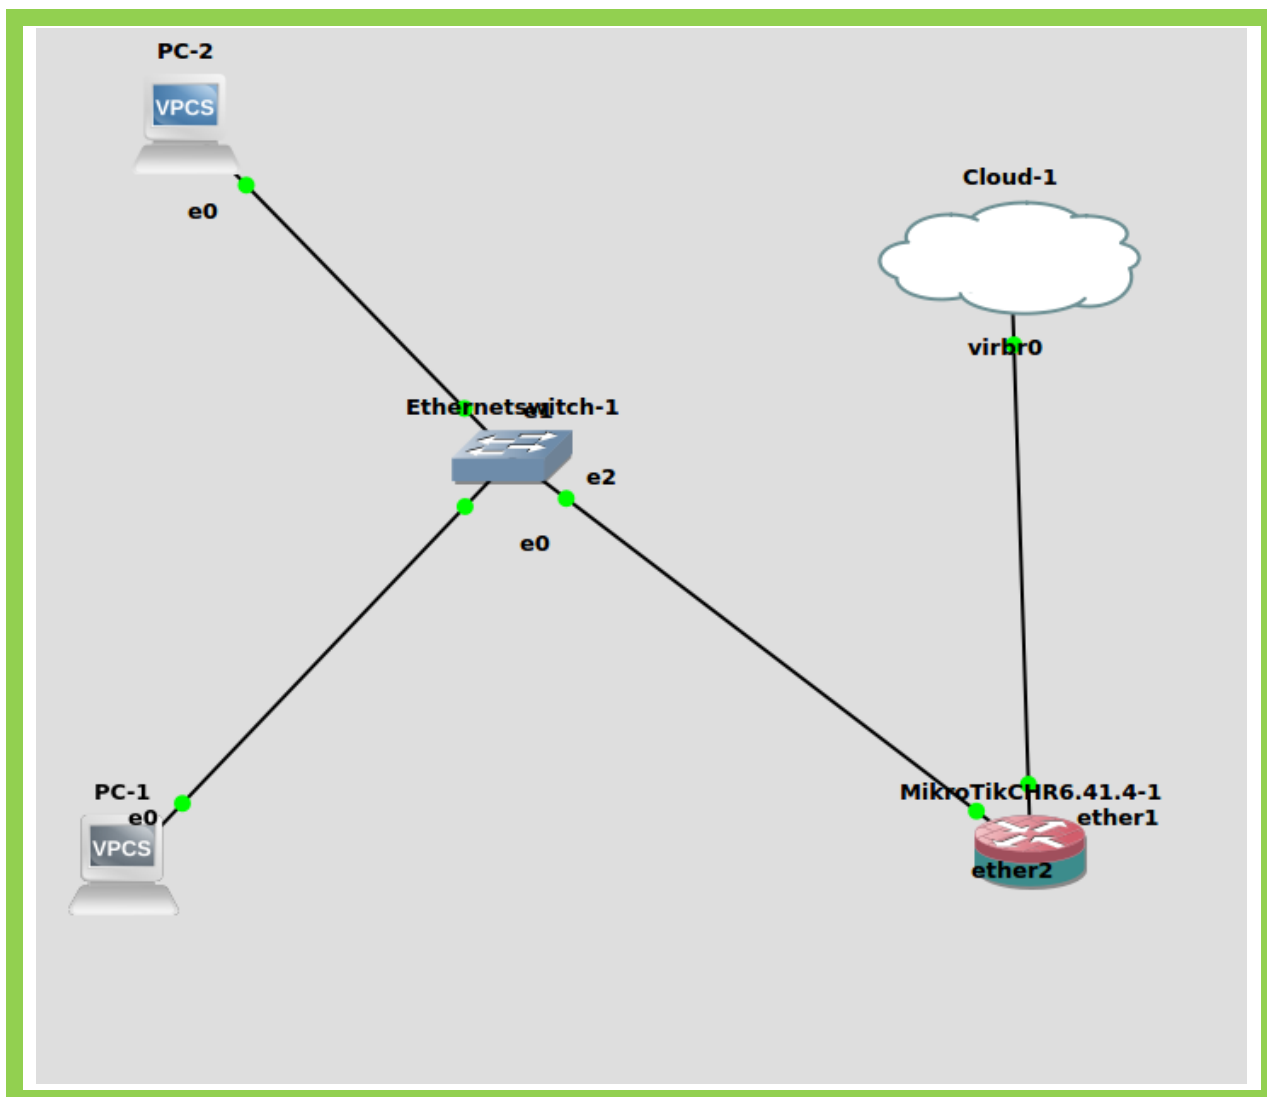 PC-2
VPCS
e0
Cloud-1
virbr0
Ethernetswitch-1
e1
e2
e0
PC-1
e0
VPCS
MikroTikCHR6.41.4-1
ether1
ether2